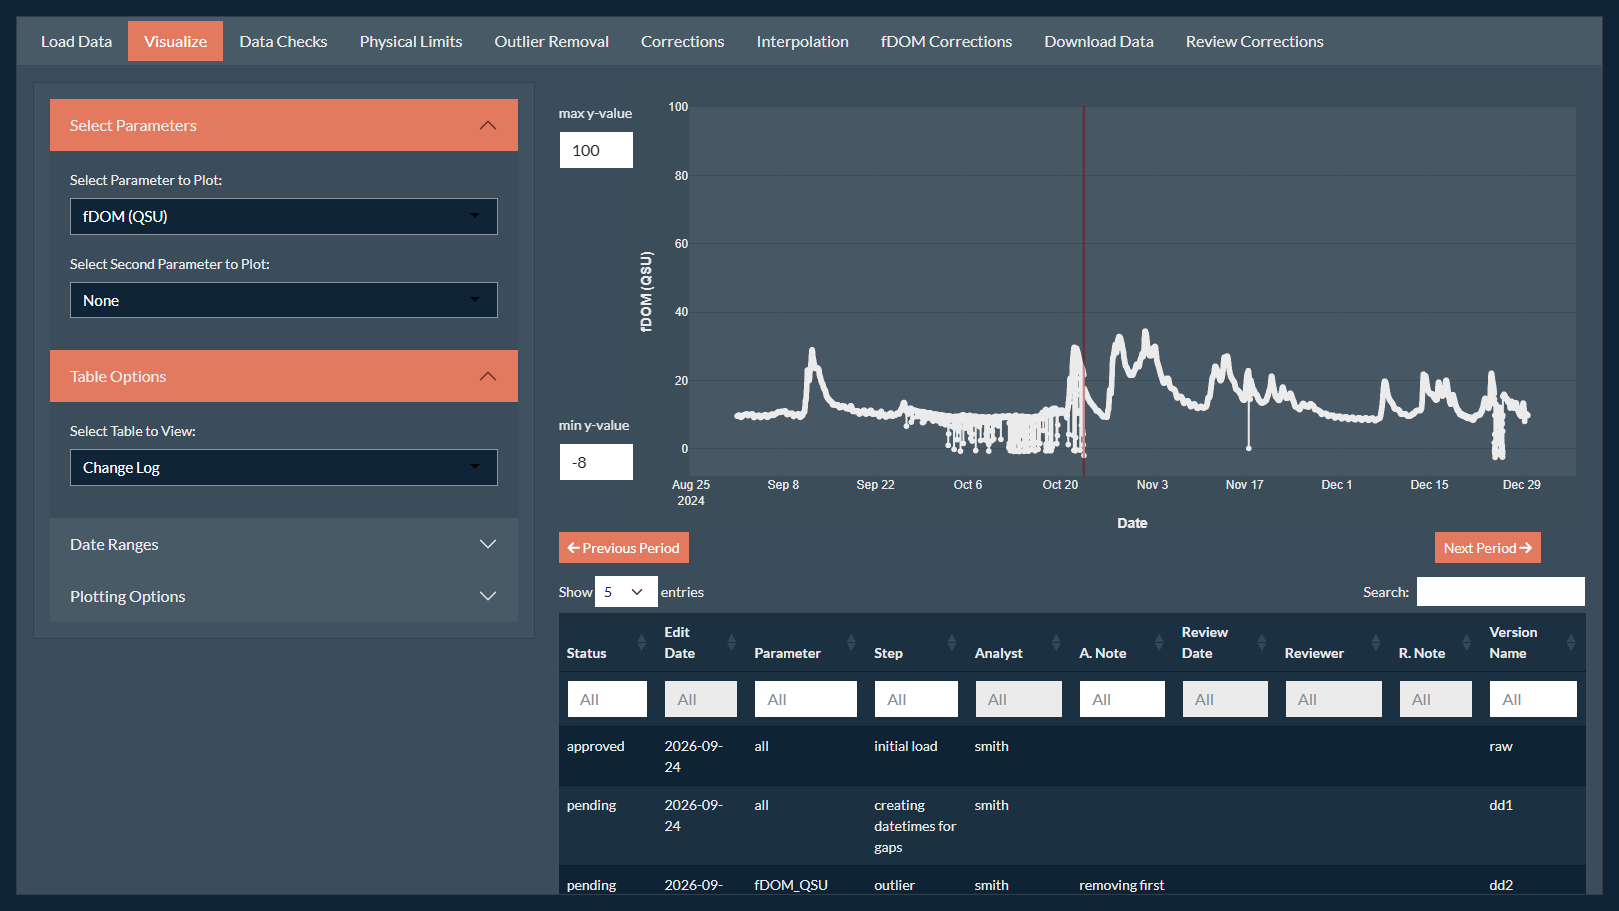 Load Data Visualize Data Checks Physical Limits Outlier Removal Corrections Interpolation fDOM Corrections Download Data Review Corrections
Select Parameters
Select Parameter to Plot:
fDOM (QSU)
Select Second Parameter to Plot:
None
Table Options
Select Table to View:
Change Log
Date Ranges
Plotting Options
max y-value
100
min y-value
-8
fDOM (QSU)
100
80
60
40
20
0
Aug 25 Sep 8 Sep 22 Oct 6 Oct 20 Nov 3 Nov 17 Dec 1 Dec 15 Dec 29
2024
Date
Previous Period Next Period
Show 5 entries Search:
Status Edit Date Parameter Step Analyst A. Note Review Date Reviewer R. Note Version Name
All All All All All All All All All All
approved 2026-09-24 all initial load smith raw
pending 2026-09-24 all creating datetimes for gaps smith dd1
pending 2026-09- fDOM_QSU outlier smith removing first dd2